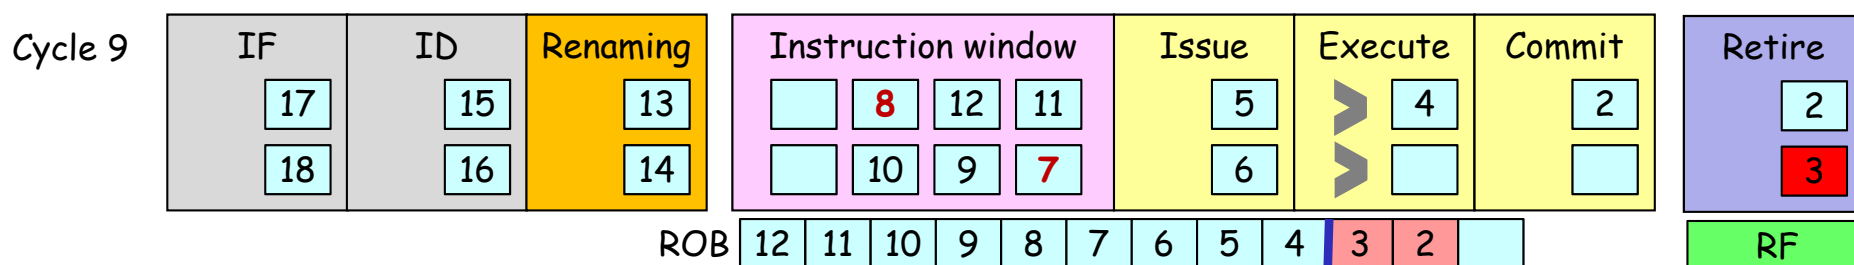 Cycle 9 IF ID Renaming Instruction window Issue Execute Commit Retire
17 15 13 8 12 11 5 > 4 2 2
18 16 14 10 9 7 6 > 3
ROB 12 11 10 9 8 7 6 5 4 3 2 RF